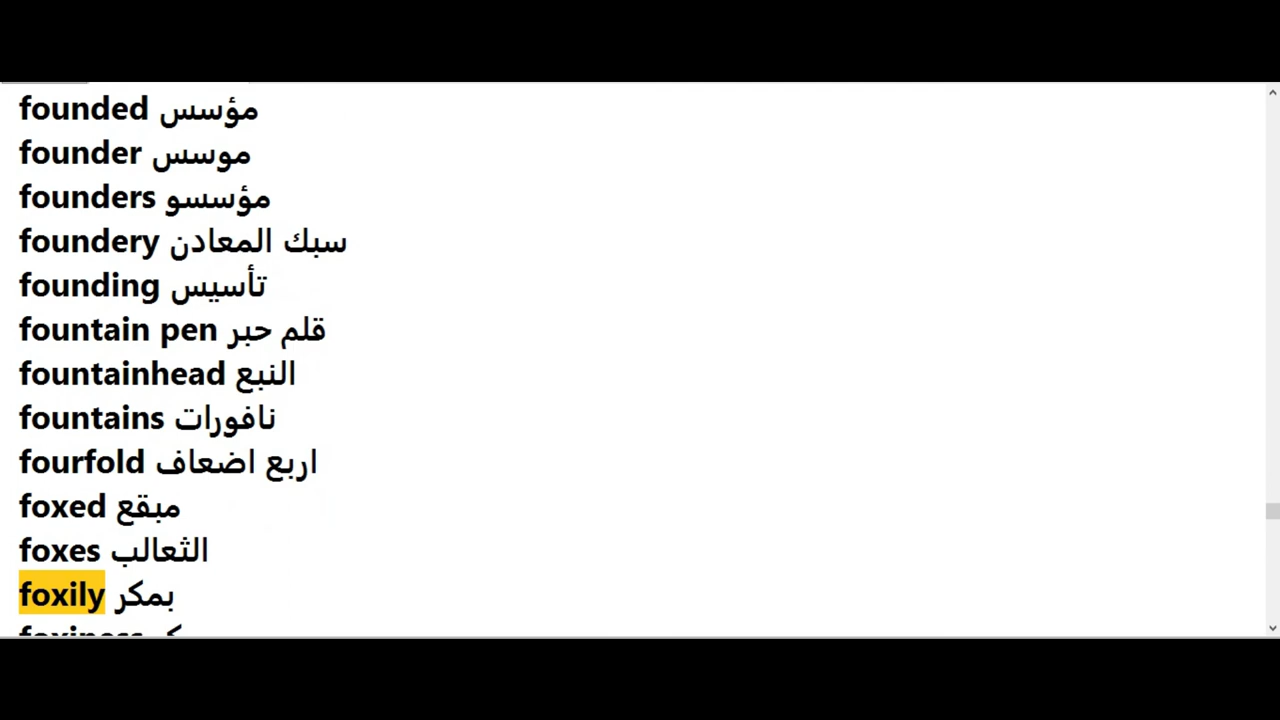 founded مؤسس
founder موسس
founders مؤسسو
foundery سبك المعادن
founding تأسيس
fountain pen قلم حبر
fountainhead النبع
fountains نافورات
fourfold اربع اضعاف
foxed مبقع
foxes الثعالب
foxily بمكر
foxiness